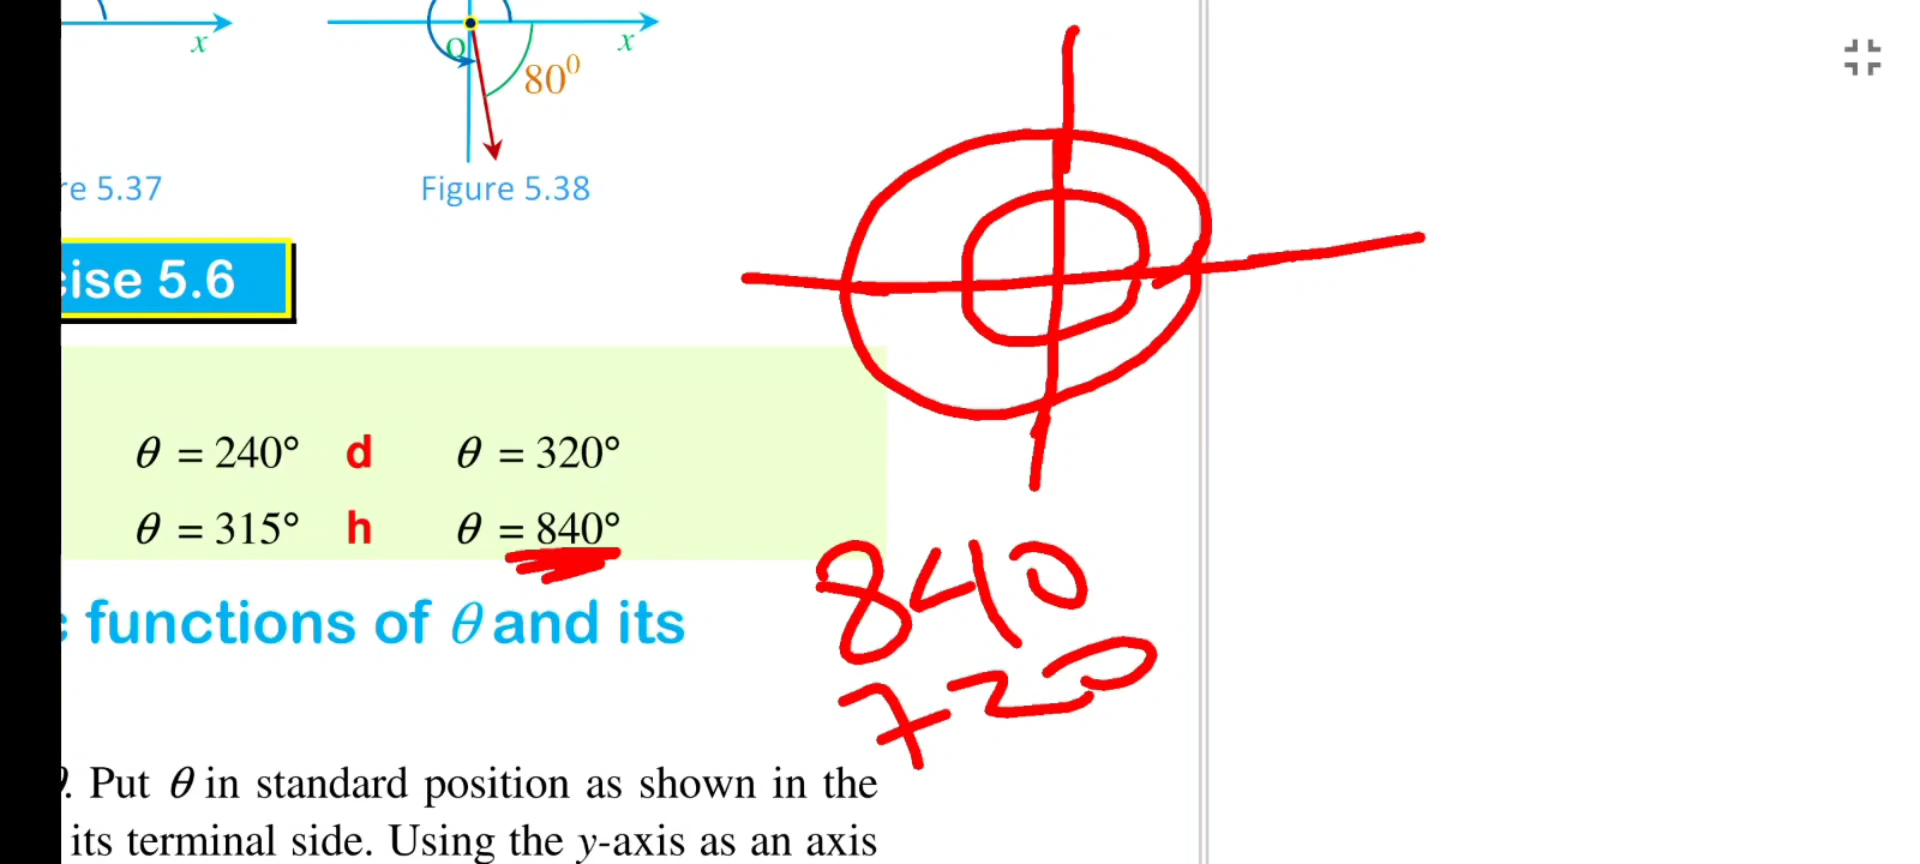 x
x
O
80⁰
re 5.37
Figure 5.38
ise 5.6
θ = 240° d θ = 320°
θ = 315° h θ = 840°
840
720
functions of θ and its
. Put θ in standard position as shown in the
its terminal side. Using the y-axis as an axis